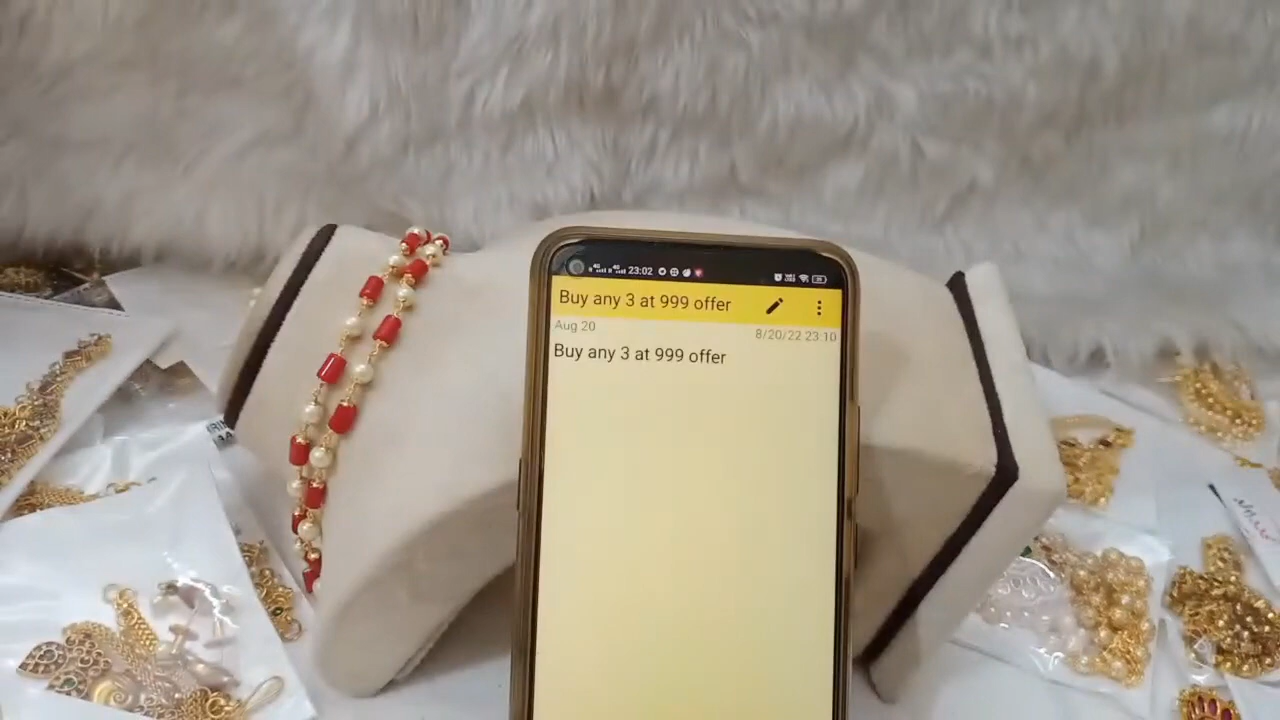 23:02
Buy any 3 at 999 offer
Aug 20
8/20/22 23:10
Buy any 3 at 999 offer